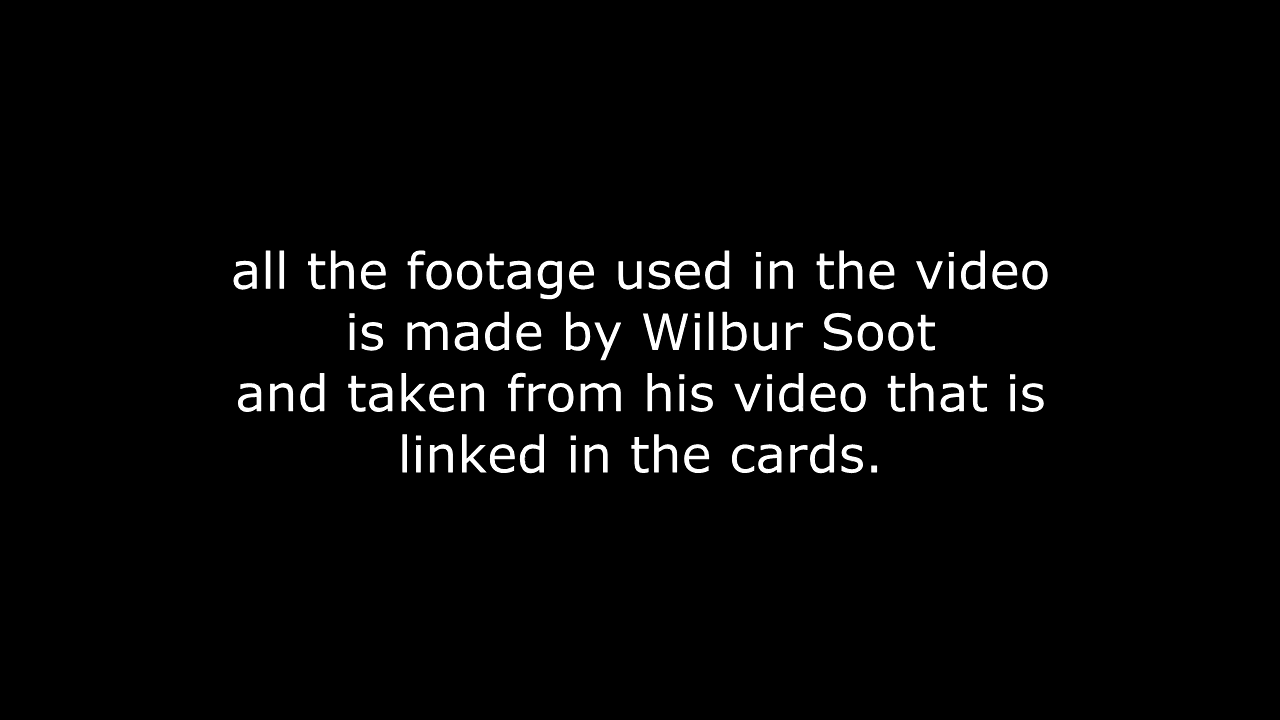 all the footage used in the video
is made by Wilbur Soot
and taken from his video that is
linked in the cards.